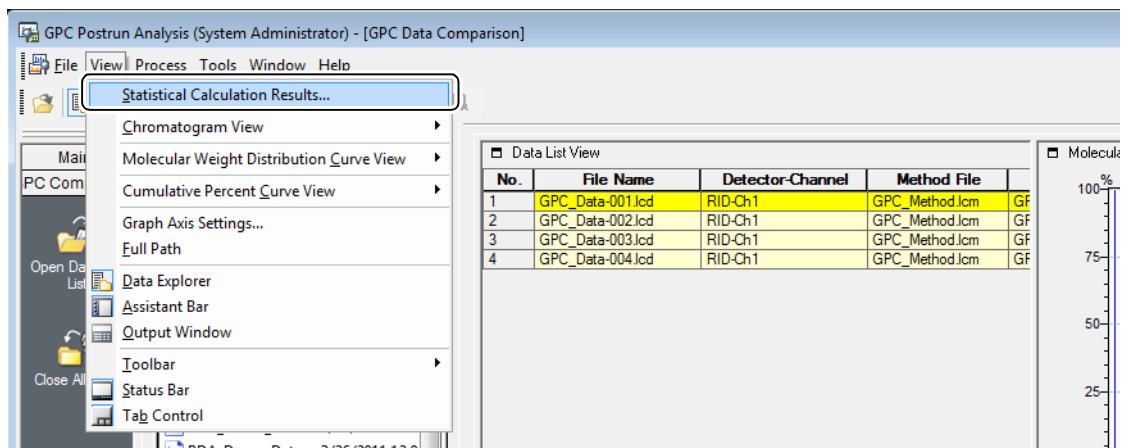 GPC Postrun Analysis (System Administrator) - [GPC Data Comparison]
File View Process Tools Window Help
Statistical Calculation Results...
Chromatogram View
Molecular Weight Distribution Curve View
Cumulative Percent Curve View
Graph Axis Settings...
Full Path
Data Explorer
Assistant Bar
Output Window
Toolbar
Status Bar
Tab Control
Mai
PC Com
Open Da
List
Close All
Data List View
No. File Name Detector-Channel Method File
1 GPC_Data-001.lcd RID-Ch1 GPC_Method.lcm GF
2 GPC_Data-002.lcd RID-Ch1 GPC_Method.lcm GF
3 GPC_Data-003.lcd RID-Ch1 GPC_Method.lcm GF
4 GPC_Data-004.lcd RID-Ch1 GPC_Method.lcm GF
Molecula
%
100
75
50
25